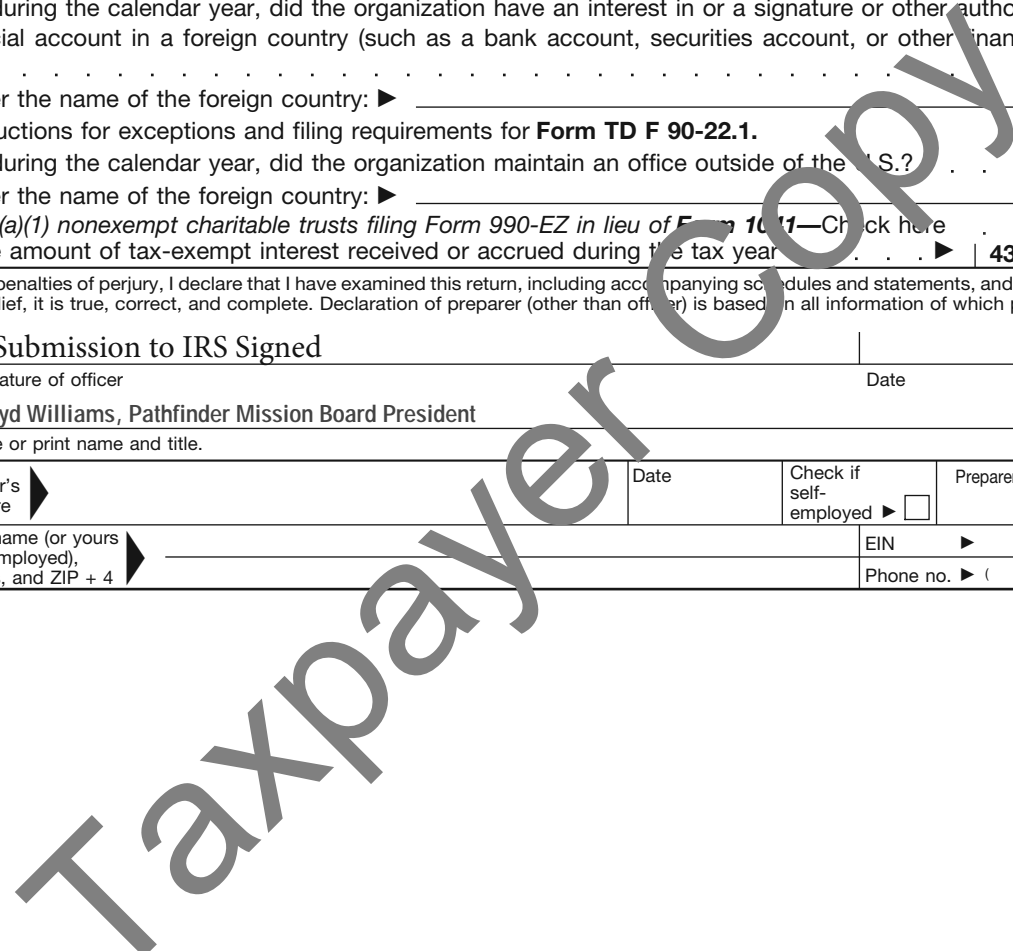 during the calendar year, did the organization have an interest in or a signature or other
cial account in a foreign country (such as a bank account, securities account, or other
. . . . . . . . . . . . . . . . . . . . . . . . . . . . .
the name of the foreign country: ▶
for exceptions and filing requirements for Form TD F 90-22.1.
during the calendar year, did the organization maintain an office outside of the U.S.? . .
the name of the foreign country: ▶
(a)(1) nonexempt charitable trusts filing Form 990-EZ in lieu of Form 1041—Check here .
amount of tax-exempt interest received or accrued during the tax year . . . ▶ 43
penalties of perjury, I declare that I have examined this return, including accompanying schedules and statements, and
it is true, correct, and complete. Declaration of preparer (other than officer) is based on all information of which
Submission to IRS Signed
ature of officer
Date
yd Williams, Pathfinder Mission Board President
or print name and title.
r's
Date
Check if
self-
employed ▶
Preparer
name (or yours
mployed),
, and ZIP + 4
EIN ▶
Phone no. ▶ (
Taxpayer Copy